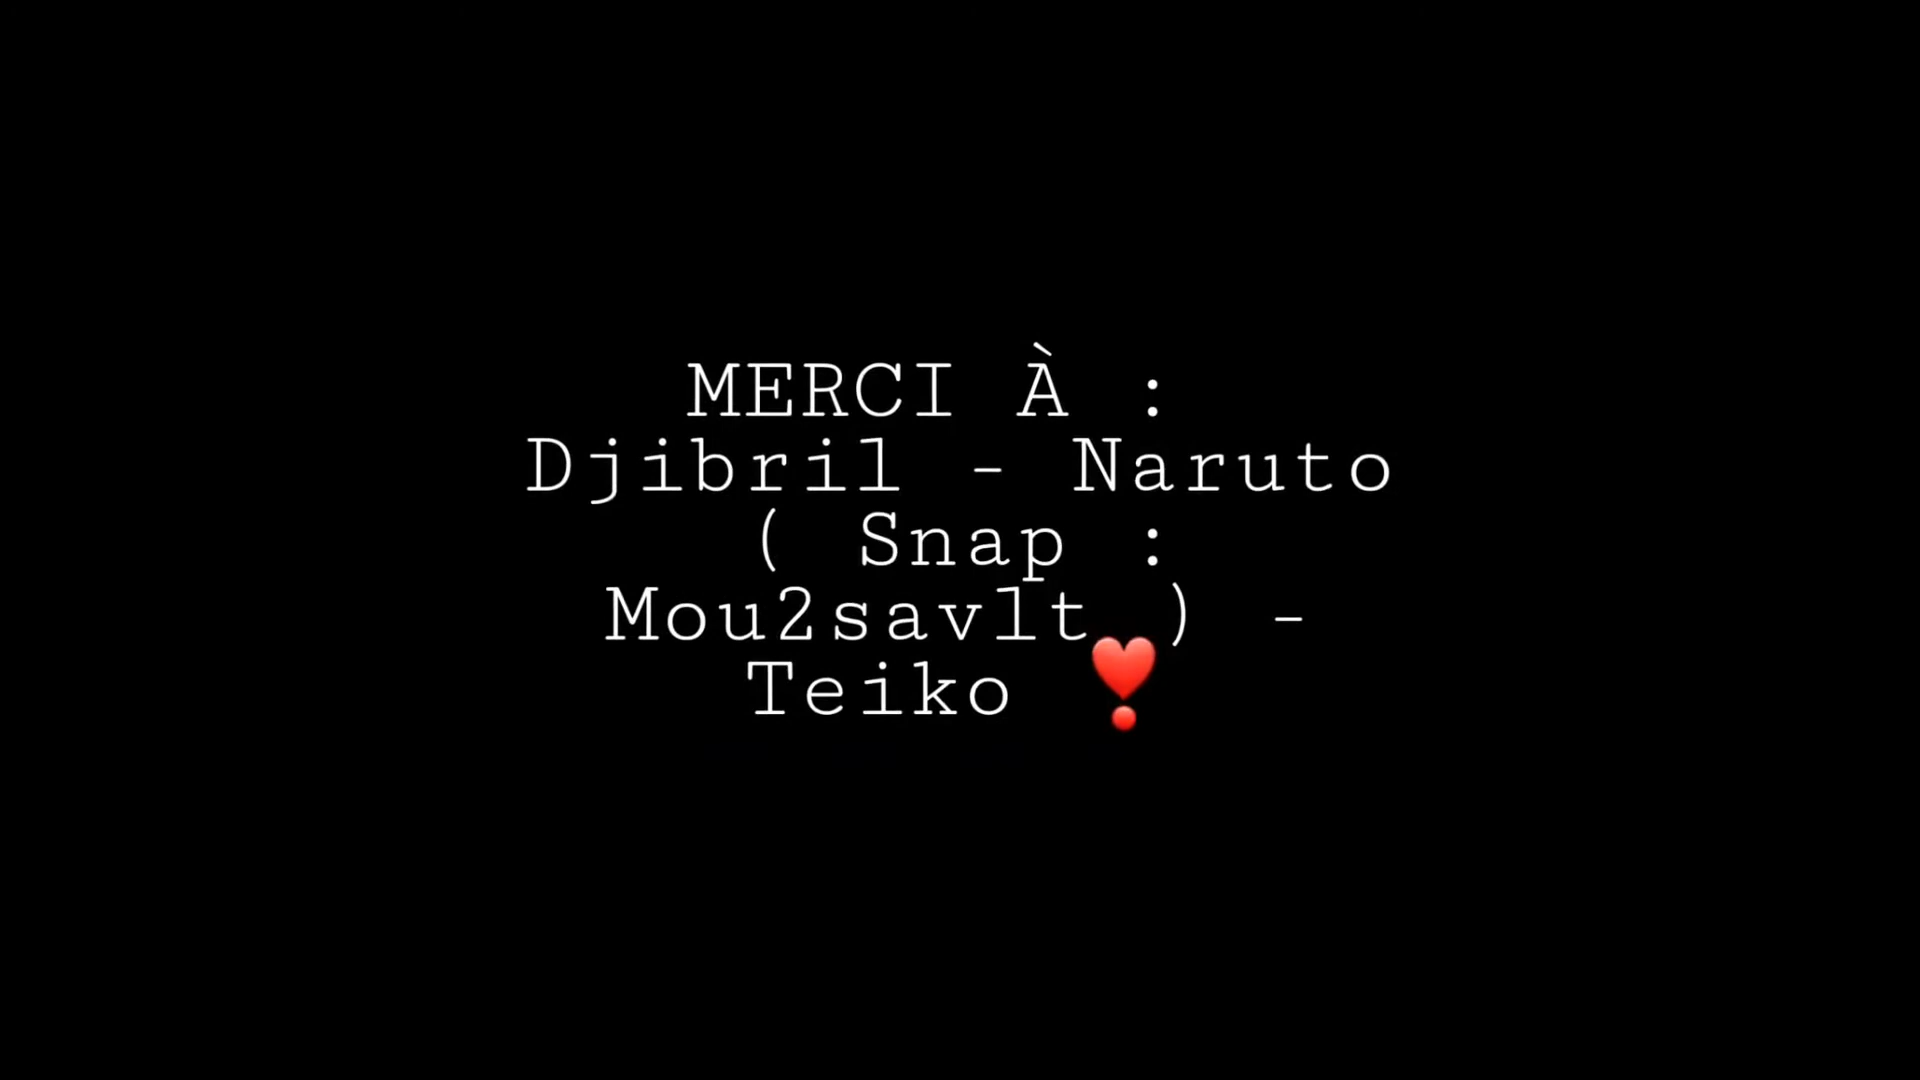 MERCI À :
Djibril - Naruto
( Snap :
Mou2savlt ) -
Teiko ❣️